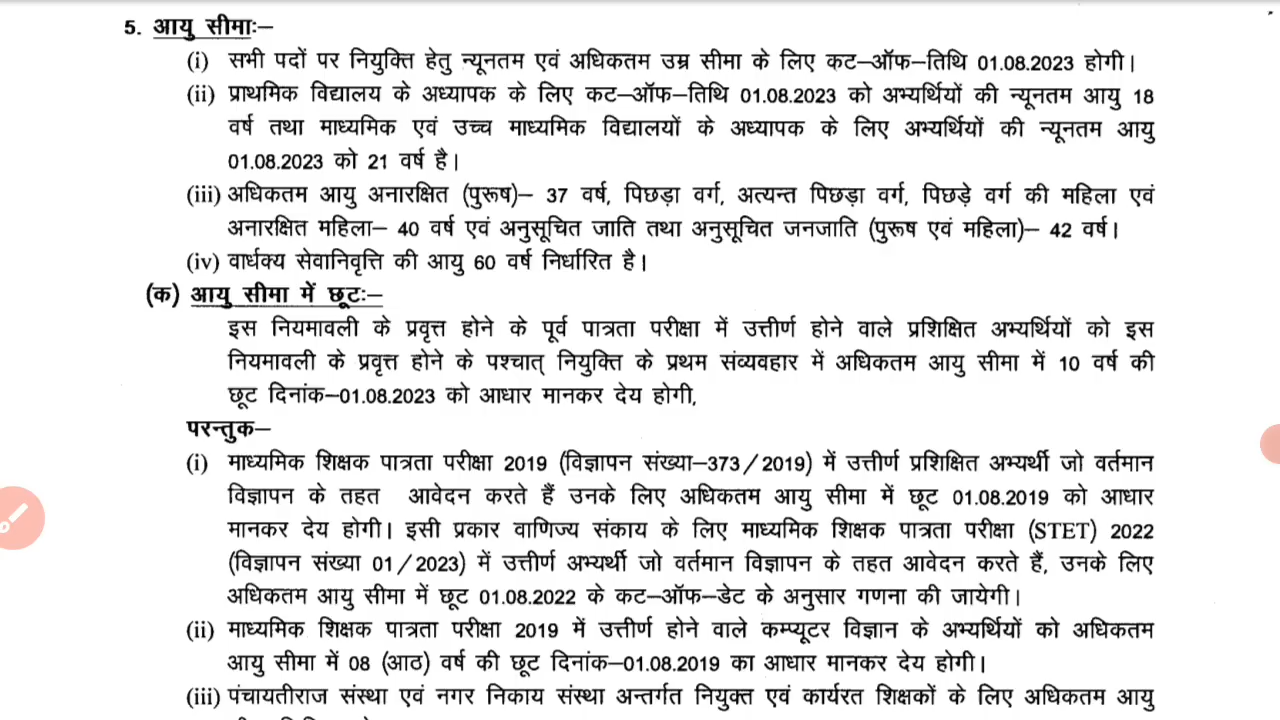 5. आयु सीमाः–
(i) सभी पदों पर नियुक्ति हेतु न्यूनतम एवं अधिकतम उम्र सीमा के लिए कट–ऑफ–तिथि 01.08.2023 होगी।
(ii) प्राथमिक विद्यालय के अध्यापक के लिए कट–ऑफ–तिथि 01.08.2023 को अभ्यर्थियों की न्यूनतम आयु 18
वर्ष तथा माध्यमिक एवं उच्च माध्यमिक विद्यालयों के अध्यापक के लिए अभ्यर्थियों की न्यूनतम आयु
01.08.2023 को 21 वर्ष है।
(iii) अधिकतम आयु अनारक्षित (पुरूष)– 37 वर्ष, पिछड़ा वर्ग, अत्यन्त पिछड़ा वर्ग, पिछड़े वर्ग की महिला एवं
अनारक्षित महिला– 40 वर्ष एवं अनुसूचित जाति तथा अनुसूचित जनजाति (पुरूष एवं महिला)– 42 वर्ष।
(iv) वार्धक्य सेवानिवृत्ति की आयु 60 वर्ष निर्धारित है।
(क) आयु सीमा में छूटः–
इस नियमावली के प्रवृत्त होने के पूर्व पात्रता परीक्षा में उत्तीर्ण होने वाले प्रशिक्षित अभ्यर्थियों को इस
नियमावली के प्रवृत्त होने के पश्चात् नियुक्ति के प्रथम संव्यवहार में अधिकतम आयु सीमा में 10 वर्ष की
छूट दिनांक–01.08.2023 को आधार मानकर देय होगी,
परन्तुक–
(i) माध्यमिक शिक्षक पात्रता परीक्षा 2019 (विज्ञापन संख्या–373/2019) में उत्तीर्ण प्रशिक्षित अभ्यर्थी जो वर्तमान
विज्ञापन के तहत आवेदन करते हैं उनके लिए अधिकतम आयु सीमा में छूट 01.08.2019 को आधार
मानकर देय होगी। इसी प्रकार वाणिज्य संकाय के लिए माध्यमिक शिक्षक पात्रता परीक्षा (STET) 2022
(विज्ञापन संख्या 01/2023) में उत्तीर्ण अभ्यर्थी जो वर्तमान विज्ञापन के तहत आवेदन करते हैं, उनके लिए
अधिकतम आयु सीमा में छूट 01.08.2022 के कट–ऑफ–डेट के अनुसार गणना की जायेगी।
(ii) माध्यमिक शिक्षक पात्रता परीक्षा 2019 में उत्तीर्ण होने वाले कम्प्यूटर विज्ञान के अभ्यर्थियों को अधिकतम
आयु सीमा में 08 (आठ) वर्ष की छूट दिनांक–01.08.2019 का आधार मानकर देय होगी।
(iii) पंचायतीराज संस्था एवं नगर निकाय संस्था अन्तर्गत नियुक्त एवं कार्यरत शिक्षकों के लिए अधिकतम आयु